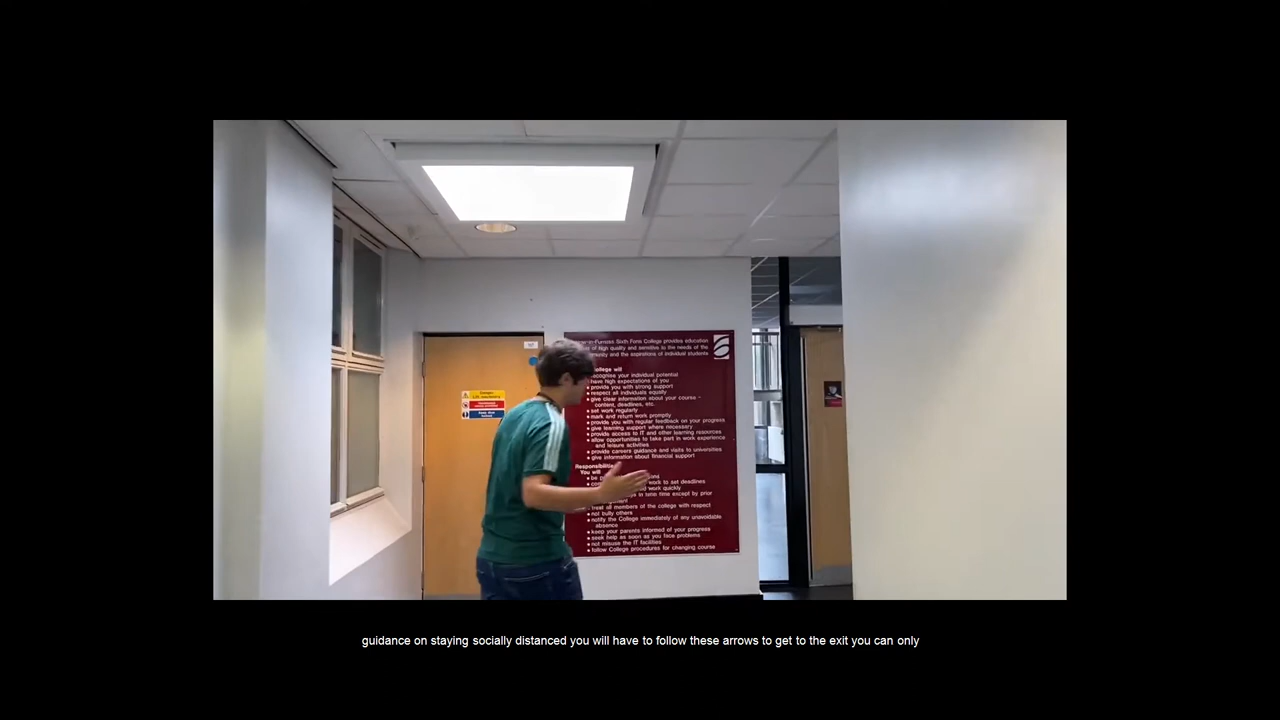 Sixth Form College provides education
of high quality and sensitive to the needs of the
and the aspirations of individual students
College will
recognise your individual potential
have high expectations of you
provide you with strong support
respect all individuals equally
give clear information about your course –
content, deadlines, etc.
set work regularly
mark and return work promptly
provide you with regular feedback on your progress
give learning support where necessary
provide access to IT and other learning resources
allow opportunities to take part in work experience
and leisure activities
provide careers guidance and visits to universities
give information about financial support
Responsibilities
You will
be
work to set deadlines
work quickly
in term time except by prior
treat all members of the college with respect
not bully others
notify the College immediately of any unavoidable
absence
keep your parents informed of your progress
seek help as soon as you face problems
not misuse the IT facilities
follow College procedures for changing course
guidance on staying socially distanced you will have to follow these arrows to get to the exit you can only